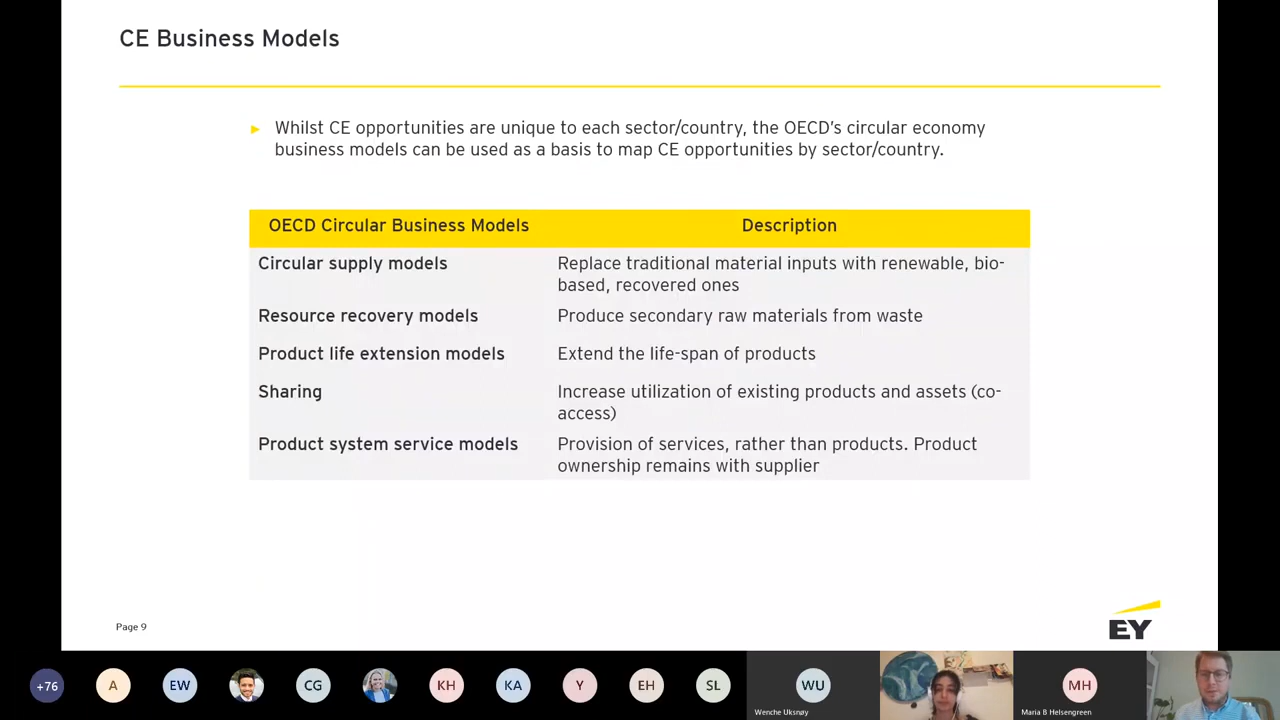 CE Business Models
► Whilst CE opportunities are unique to each sector/country, the OECD's circular economy
business models can be used as a basis to map CE opportunities by sector/country.
OECD Circular Business Models Description
Circular supply models Replace traditional material inputs with renewable, bio-
based, recovered ones
Resource recovery models Produce secondary raw materials from waste
Product life extension models Extend the life-span of products
Sharing Increase utilization of existing products and assets (co-
access)
Product system service models Provision of services, rather than products. Product
ownership remains with supplier
Page 9
EY
+76 A EW CG KH KA Y EH SL WU MH
Wenche Uksnøy Maria B Helsengreen